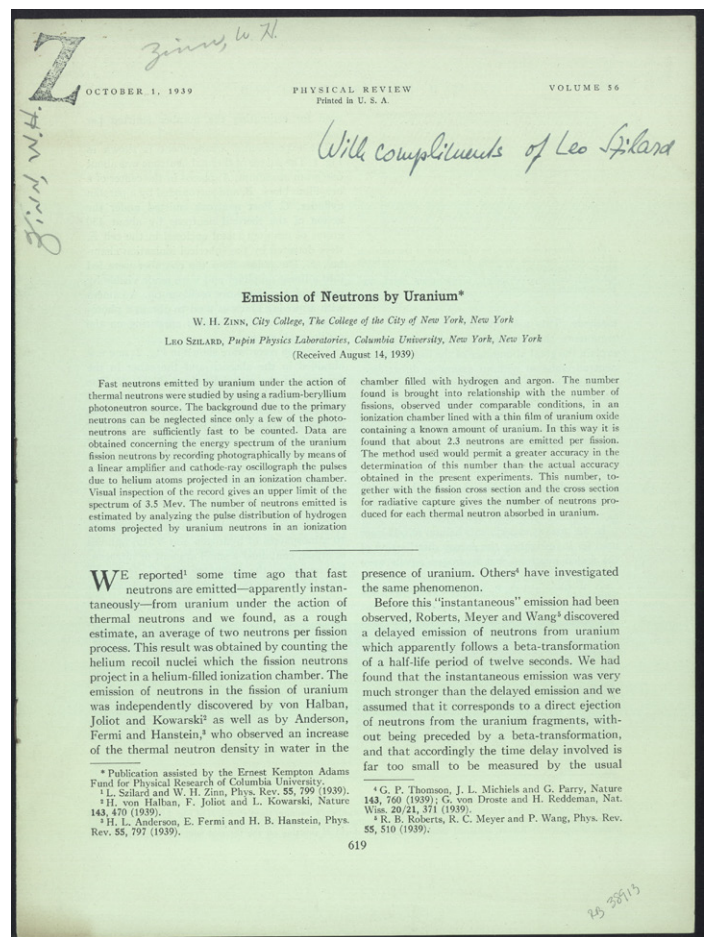 Z
Zinn, W H.
Zinn, W.H.
OCTOBER 1, 1939
PHYSICAL REVIEW
VOLUME 56
Printed in U. S. A.
With compliments of Leo Szilard
Emission of Neutrons by Uranium*
W. H. ZINN, City College, The College of the City of New York, New York
LEO SZILARD, Pupin Physics Laboratories, Columbia University, New York, New York
(Received August 14, 1939)
Fast neutrons emitted by uranium under the action of
thermal neutrons were studied by using a radium-beryllium
photoneutron source. The background due to the primary
neutrons can be neglected since only a few of the photo-
neutrons are sufficiently fast to be counted. Data are
obtained concerning the energy spectrum of the uranium
fission neutrons by recording photographically by means of
a linear amplifier and cathode-ray oscillograph the pulses
due to helium atoms projected in an ionization chamber.
Visual inspection of the record gives an upper limit of the
spectrum of 3.5 Mev. The number of neutrons emitted is
estimated by analyzing the pulse distribution of hydrogen
atoms projected by uranium neutrons in an ionization
chamber filled with hydrogen and argon. The number
found is brought into relationship with the number of
fissions, observed under comparable conditions, in an
ionization chamber lined with a thin film of uranium oxide
containing a known amount of uranium. In this way it is
found that about 2.3 neutrons are emitted per fission.
The method used would permit a greater accuracy in the
determination of this number than the actual accuracy
obtained in the present experiments. This number, to-
gether with the fission cross section and the cross section
for radiative capture gives the number of neutrons pro-
duced for each thermal neutron absorbed in uranium.
WE reported¹ some time ago that fast
neutrons are emitted—apparently instan-
taneously—from uranium under the action of
thermal neutrons and we found, as a rough
estimate, an average of two neutrons per fission
process. This result was obtained by counting the
helium recoil nuclei which the fission neutrons
project in a helium-filled ionization chamber. The
emission of neutrons in the fission of uranium
was independently discovered by von Halban,
Joliot and Kowarski² as well as by Anderson,
Fermi and Hanstein,³ who observed an increase
of the thermal neutron density in water in the
* Publication assisted by the Ernest Kempton Adams
Fund for Physical Research of Columbia University.
¹ L. Szilard and W. H. Zinn, Phys. Rev. 55, 799 (1939).
² H. von Halban, F. Joliot and L. Kowarski, Nature
143, 470 (1939).
³ H. L. Anderson, E. Fermi and H. B. Hanstein, Phys.
Rev. 55, 797 (1939).
presence of uranium. Others⁴ have investigated
the same phenomenon.
Before this "instantaneous" emission had been
observed, Roberts, Meyer and Wang⁵ discovered
a delayed emission of neutrons from uranium
which apparently follows a beta-transformation
of a half-life period of twelve seconds. We had
found that the instantaneous emission was very
much stronger than the delayed emission and we
assumed that it corresponds to a direct ejection
of neutrons from the uranium fragments, with-
out being preceded by a beta-transformation,
and that accordingly the time delay involved is
far too small to be measured by the usual
⁴ G. P. Thomson, J. L. Michiels and G. Parry, Nature
143, 760 (1939); G. von Droste and H. Reddeman, Nat.
Wiss. 20/21, 371 (1939).
⁵ R. B. Roberts, R. C. Meyer and P. Wang, Phys. Rev.
55, 510 (1939).
619
RB 38913